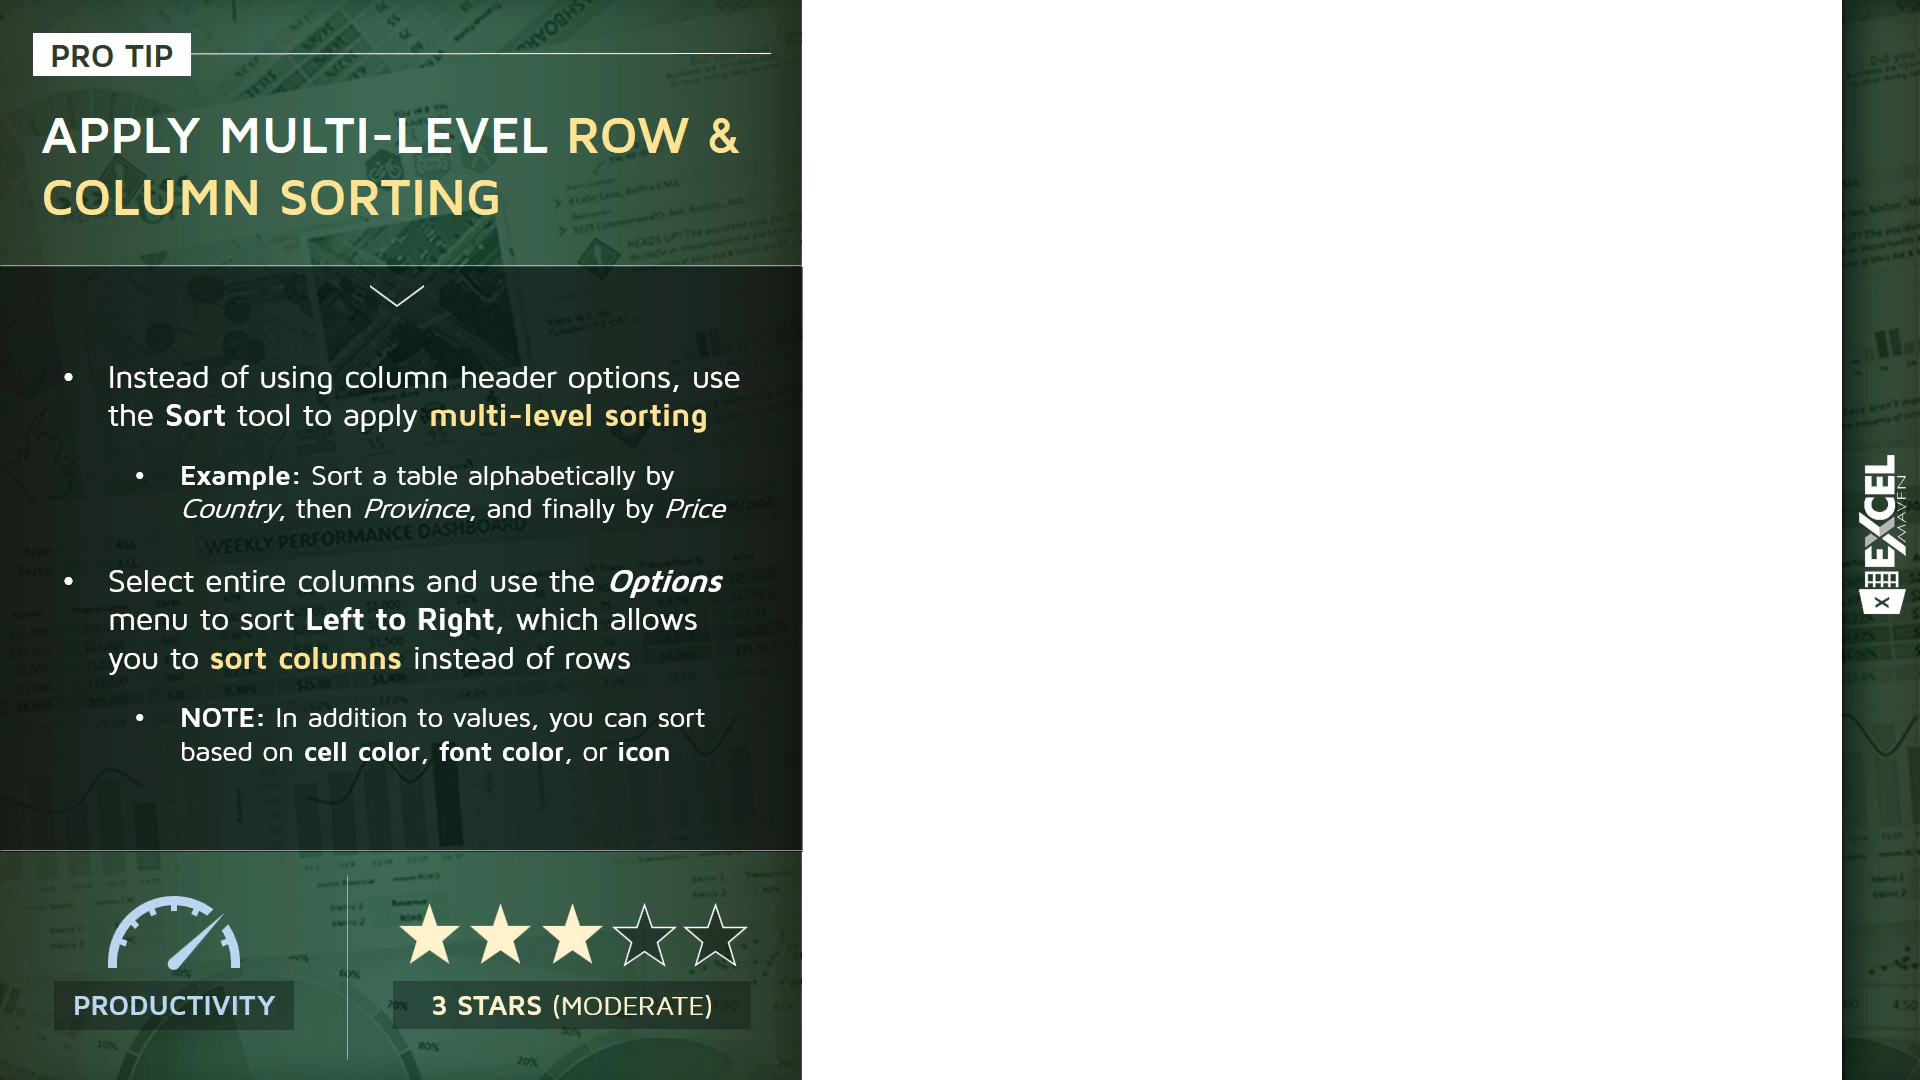 PRO TIP
APPLY MULTI-LEVEL ROW &
COLUMN SORTING
• Instead of using column header options, use
the Sort tool to apply multi-level sorting
• Example: Sort a table alphabetically by
Country, then Province, and finally by Price
WEEKLY PERFORMANCE DASHBOARD
• Select entire columns and use the Options
menu to sort Left to Right, which allows
you to sort columns instead of rows
• NOTE: In addition to values, you can sort
based on cell color, font color, or icon
PRODUCTIVITY
3 STARS (MODERATE)
X EXCEL
MAVEN